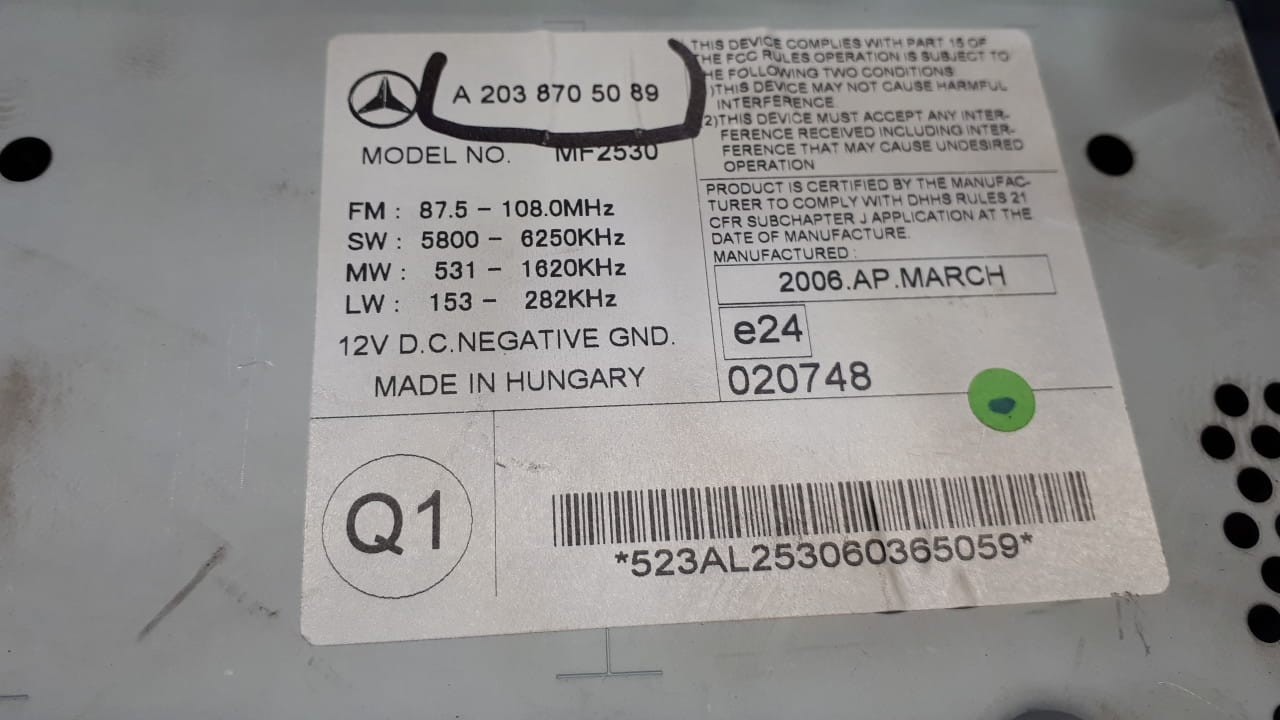 A 203 870 50 89
MODEL NO. MF2530
FM : 87.5 - 108.0MHz
SW : 5800 - 6250KHz
MW : 531 - 1620KHz
LW : 153 - 282KHz
12V D.C.NEGATIVE GND.
MADE IN HUNGARY
THIS DEVICE COMPLIES WITH PART 15 OF
THE FCC RULES OPERATION IS SUBJECT TO
HE FOLLOWING TWO CONDITIONS
)THIS DEVICE MAY NOT CAUSE HARMFUL
INTERFERENCE
2)THIS DEVICE MUST ACCEPT ANY INTER-
FERENCE RECEIVED INCLUDING INTER-
FERENCE THAT MAY CAUSE UNDESIRED
OPERATION
PRODUCT IS CERTIFIED BY THE MANUFAC-
TURER TO COMPLY WITH DHHS RULES 21
CFR SUBCHAPTER J APPLICATION AT THE
DATE OF MANUFACTURE.
MANUFACTURED :
2006.AP.MARCH
e24
020748
Q1
*523AL253060365059*